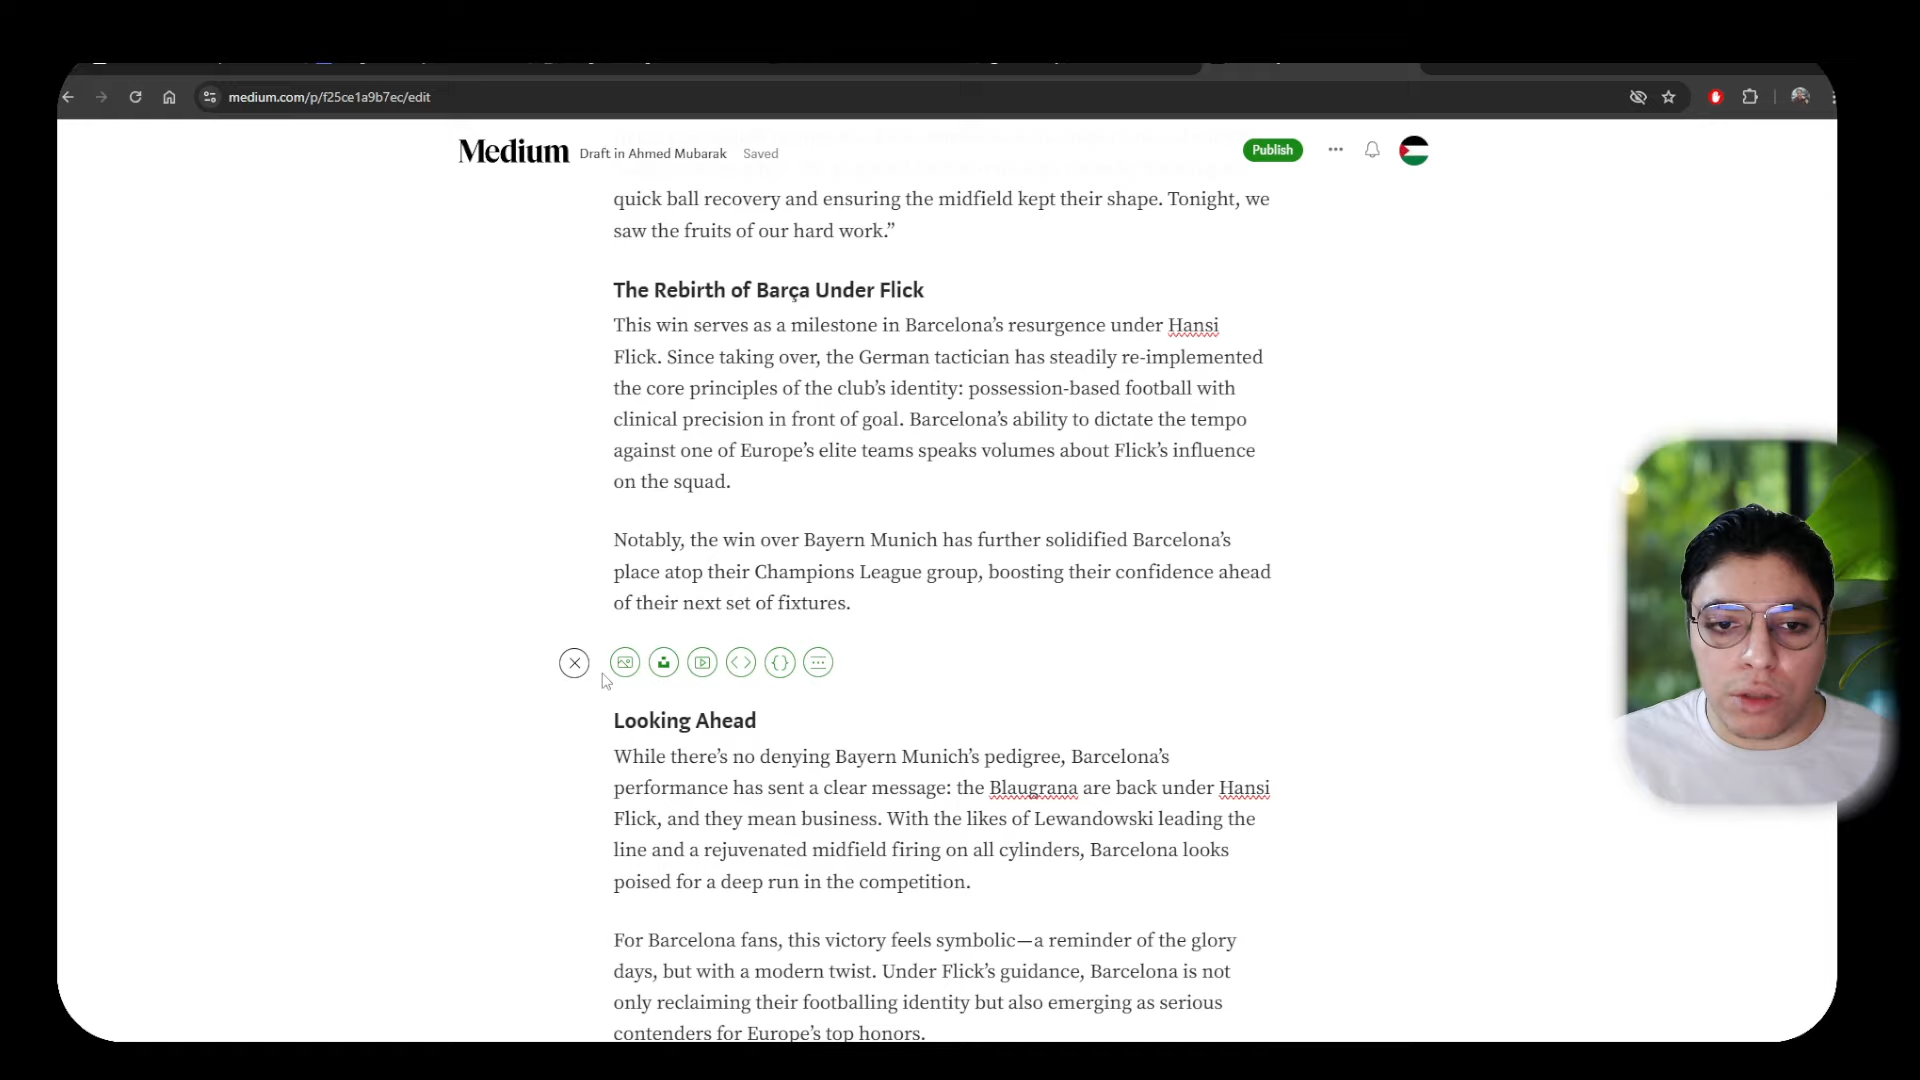 medium.com/p/f25ce1a9b7ec/edit
Medium Draft in Ahmed Mubarak Saved Publish
quick ball recovery and ensuring the midfield kept their shape. Tonight, we
saw the fruits of our hard work.”
The Rebirth of Barça Under Flick
This win serves as a milestone in Barcelona’s resurgence under Hansi
Flick. Since taking over, the German tactician has steadily re-implemented
the core principles of the club’s identity: possession-based football with
clinical precision in front of goal. Barcelona’s ability to dictate the tempo
against one of Europe’s elite teams speaks volumes about Flick’s influence
on the squad.
Notably, the win over Bayern Munich has further solidified Barcelona’s
place atop their Champions League group, boosting their confidence ahead
of their next set of fixtures.
Looking Ahead
While there’s no denying Bayern Munich’s pedigree, Barcelona’s
performance has sent a clear message: the Blaugrana are back under Hansi
Flick, and they mean business. With the likes of Lewandowski leading the
line and a rejuvenated midfield firing on all cylinders, Barcelona looks
poised for a deep run in the competition.
For Barcelona fans, this victory feels symbolic—a reminder of the glory
days, but with a modern twist. Under Flick’s guidance, Barcelona is not
only reclaiming their footballing identity but also emerging as serious
contenders for Europe’s top honors.